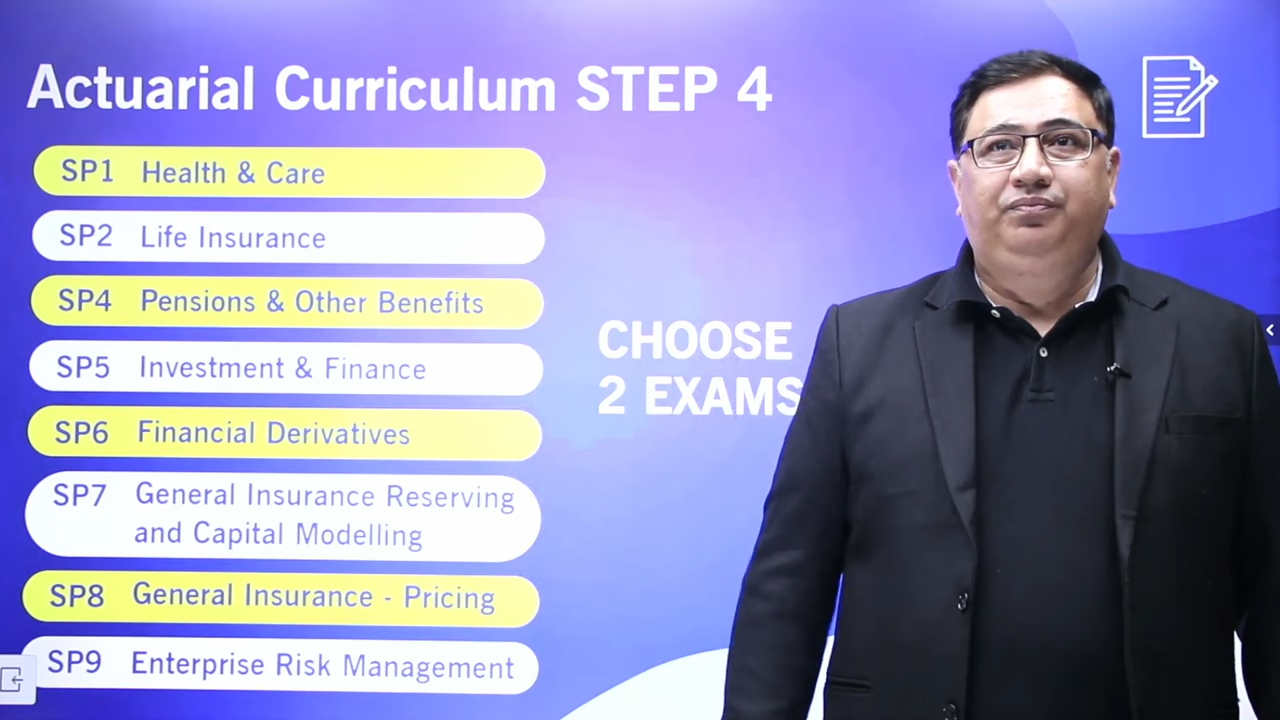 Actuarial Curriculum STEP 4
SP1 Health & Care
SP2 Life Insurance
SP4 Pensions & Other Benefits
SP5 Investment & Finance
SP6 Financial Derivatives
SP7 General Insurance Reserving
and Capital Modelling
SP8 General Insurance - Pricing
SP9 Enterprise Risk Management
CHOOSE
2 EXAMS